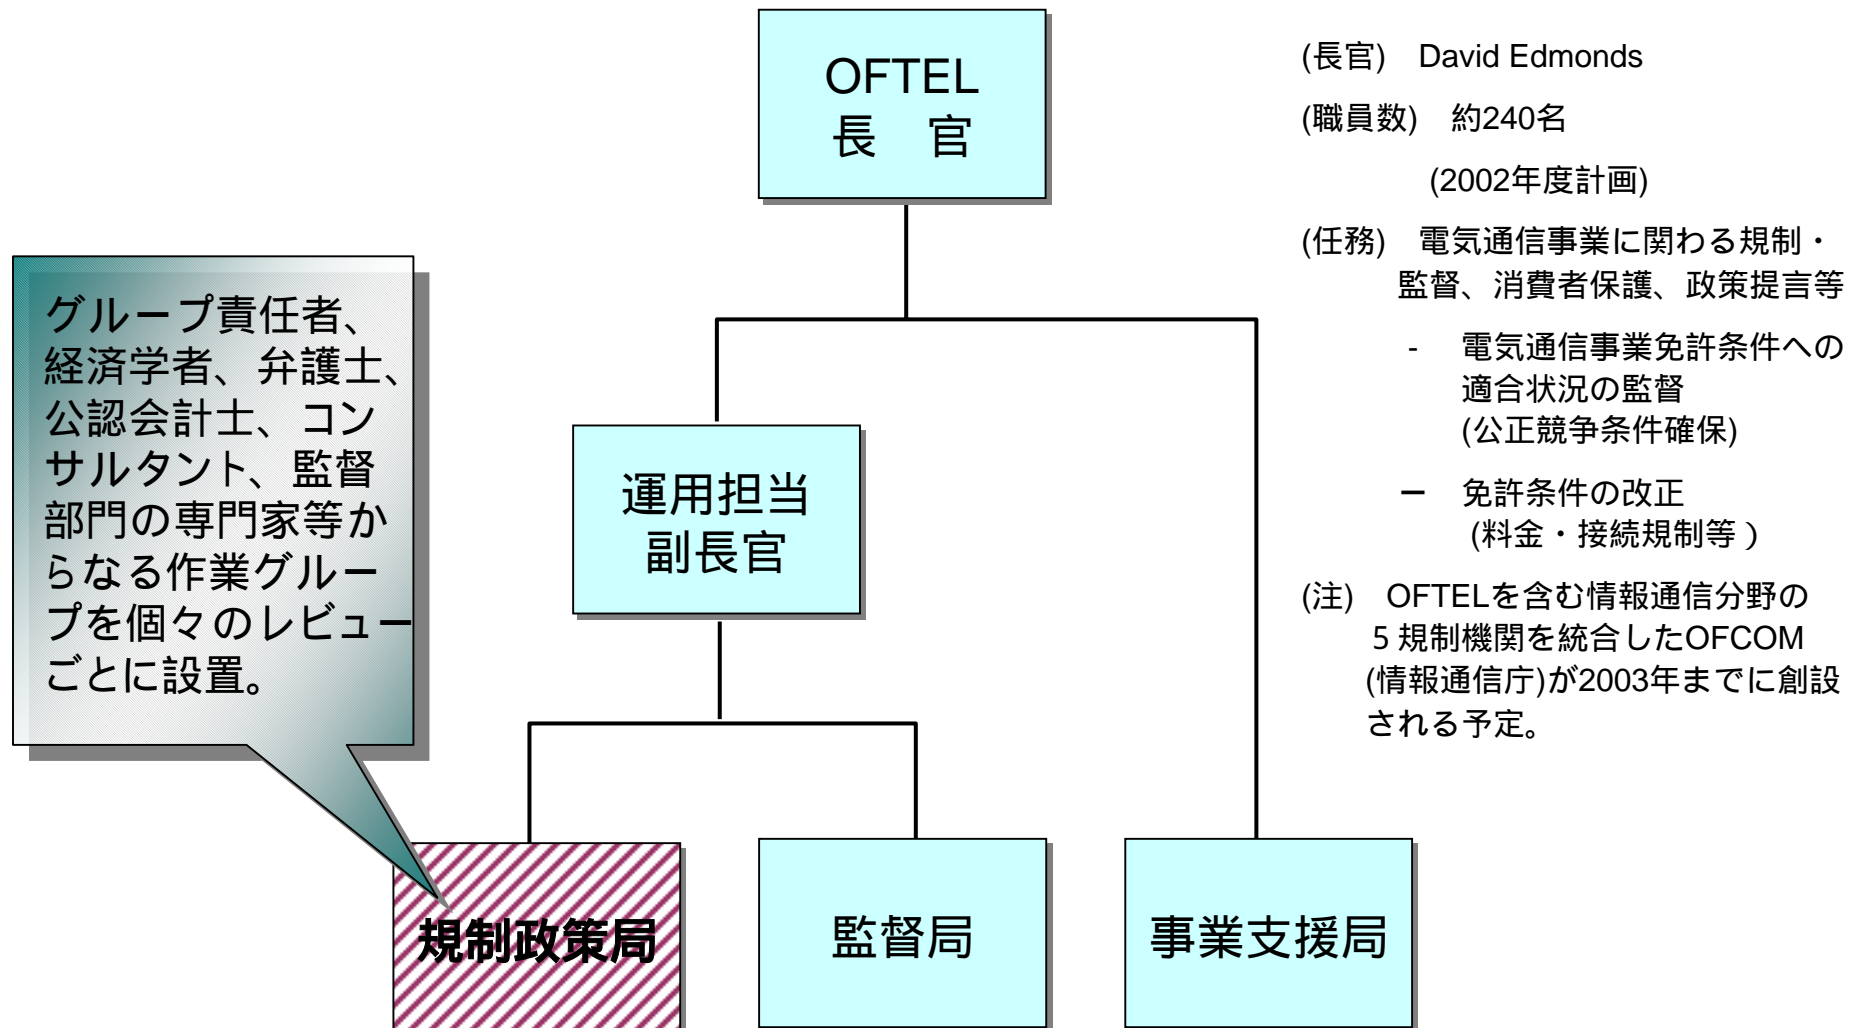 OFTEL
長　官
(長官)　David Edmonds
(職員数)　約240名
(2002年度計画)
(任務)　電気通信事業に関わる規制・
監督、消費者保護、政策提言等
-　電気通信事業免許条件への
適合状況の監督
(公正競争条件確保)
ー　免許条件の改正
(料金・接続規制等）
(注)　OFTELを含む情報通信分野の
５規制機関を統合したOFCOM
(情報通信庁)が2003年までに創設
される予定。
グループ責任者、
経済学者、弁護士、
公認会計士、コン
サルタント、監督
部門の専門家等か
らなる作業グルー
プを個々のレビュー
ごとに設置。
運用担当
副長官
規制政策局
監督局
事業支援局